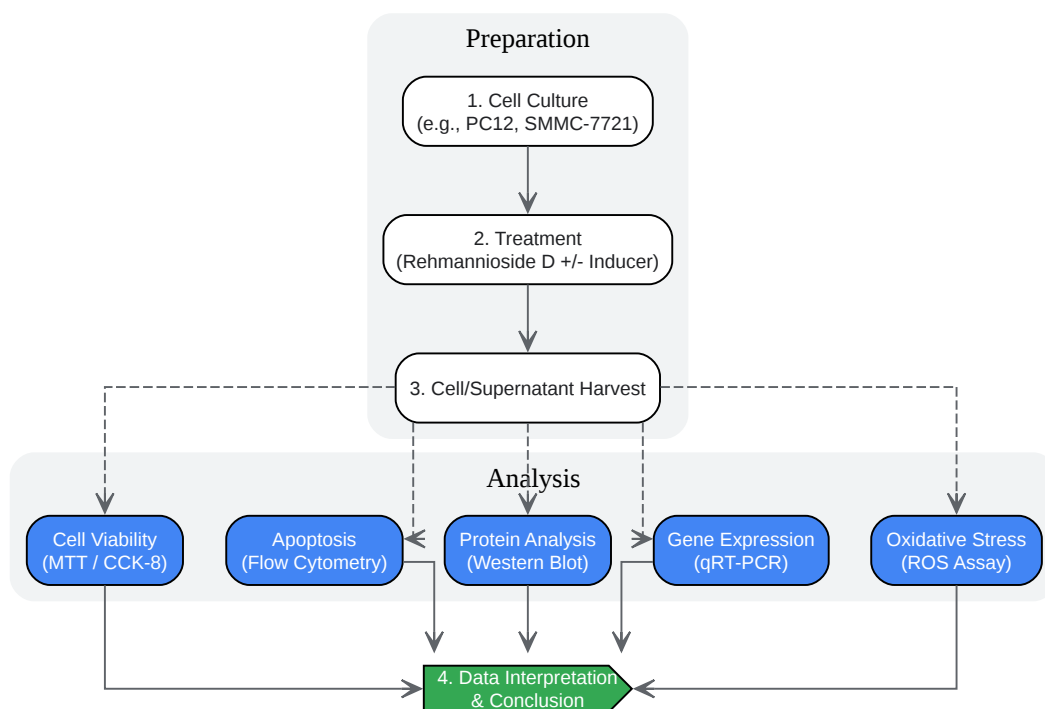 Preparation
1. Cell Culture
(e.g., PC12, SMMC-7721)
2. Treatment
(Rehmannioside D +/- Inducer)
3. Cell/Supernatant Harvest
Analysis
Cell Viability
(MTT / CCK-8)
Apoptosis
(Flow Cytometry)
Protein Analysis
(Western Blot)
Gene Expression
(qRT-PCR)
Oxidative Stress
(ROS Assay)
4. Data Interpretation
& Conclusion